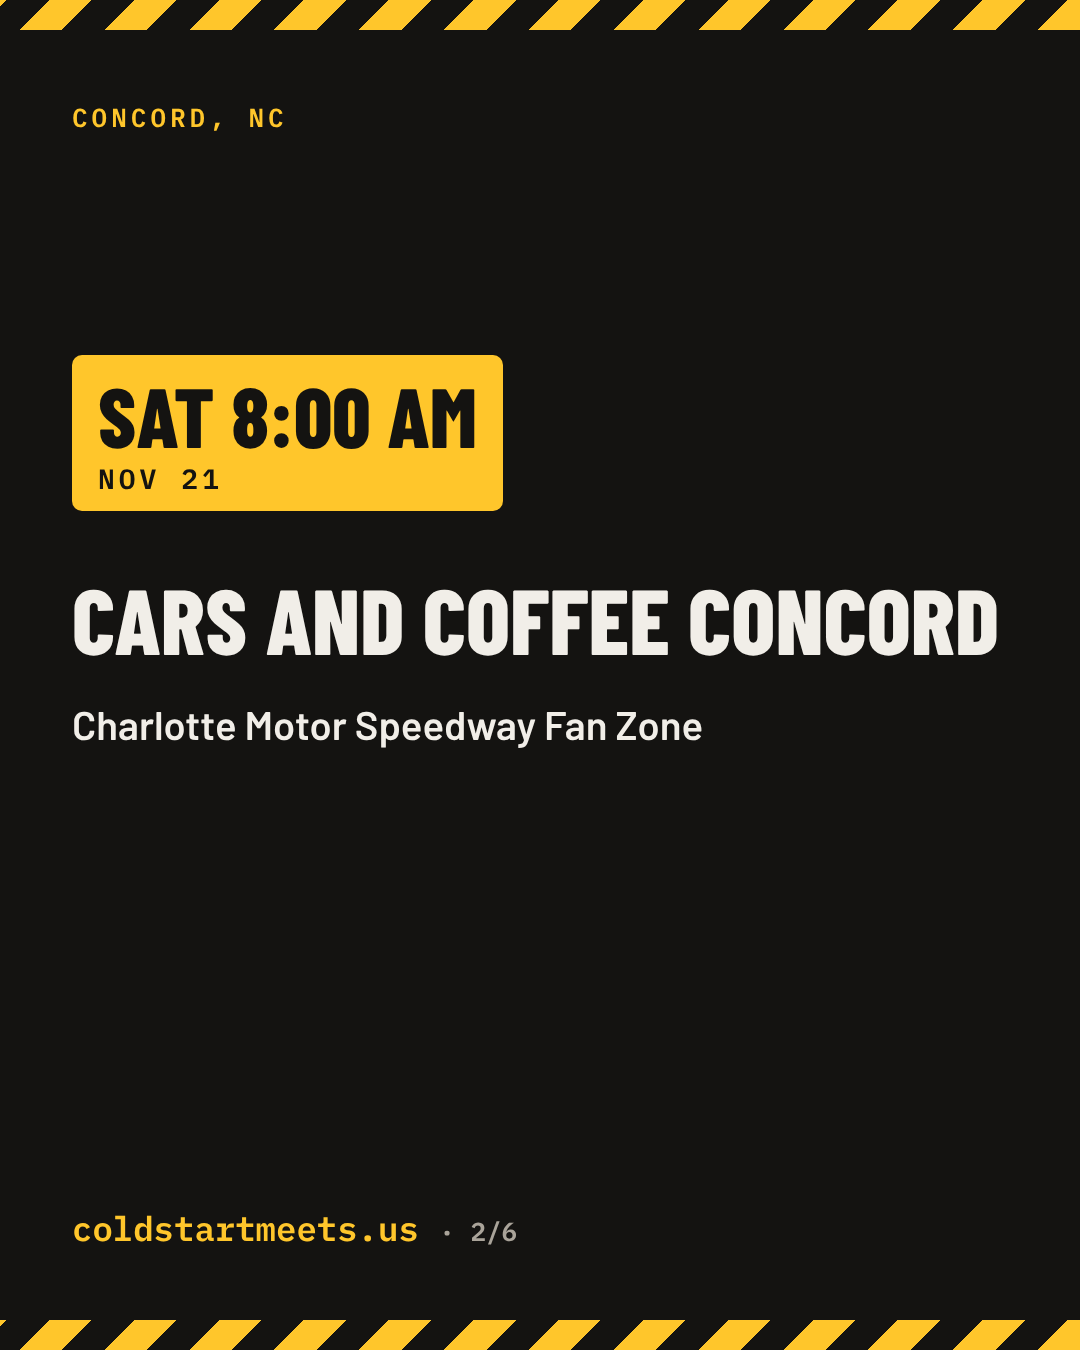 CONCORD, NC
SAT 8:00 AM
NOV 21
CARS AND COFFEE CONCORD
Charlotte Motor Speedway Fan Zone
coldstartmeets.us · 2/6